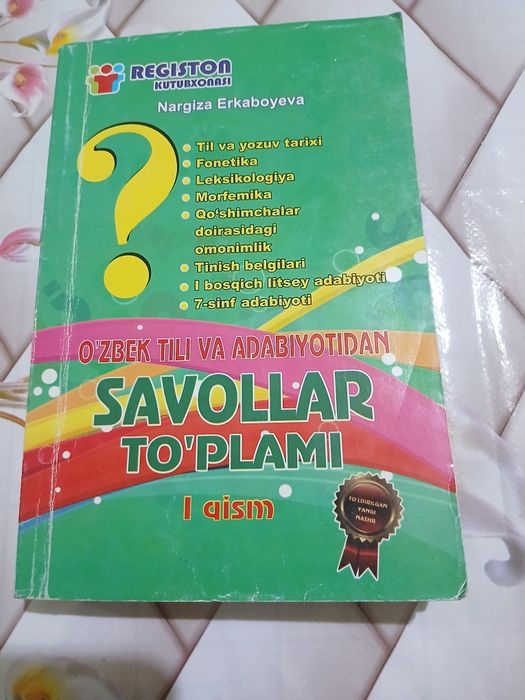 REGISTON
KUTUBXONASI
Nargiza Erkaboyeva
?
Til va yozuv tarixi
Fonetika
Leksikologiya
Morfemika
Qo'shimchalar
doirasidagi
omonimlik
Tinish belgilari
I bosqich litsey adabiyoti
7-sinf adabiyoti
O'ZBEK TILI VA ADABIYOTIDAN
SAVOLLAR
TO'PLAMI
I qism
TO'LDIRILGAN
YANGI
NASHR